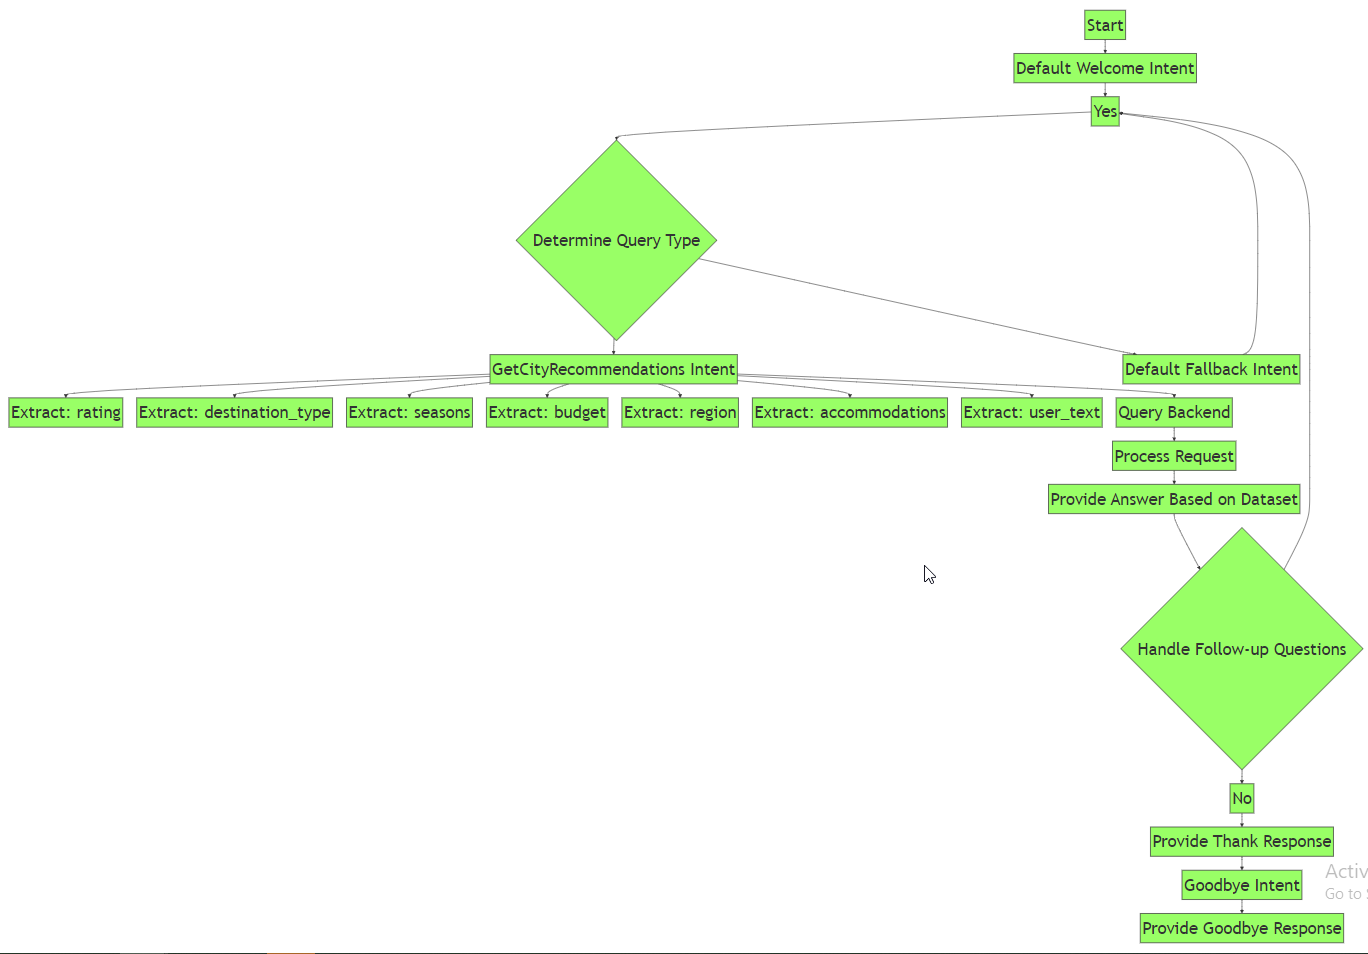 Start
Default Welcome Intent
Yes
Determine Query Type
GetCityRecommendations Intent
Default Fallback Intent
Extract: rating
Extract: destination_type
Extract: seasons
Extract: budget
Extract: region
Extract: accommodations
Extract: user_text
Query Backend
Process Request
Provide Answer Based on Dataset
Handle Follow-up Questions
No
Provide Thank Response
Goodbye Intent
Provide Goodbye Response
Activ
Go to